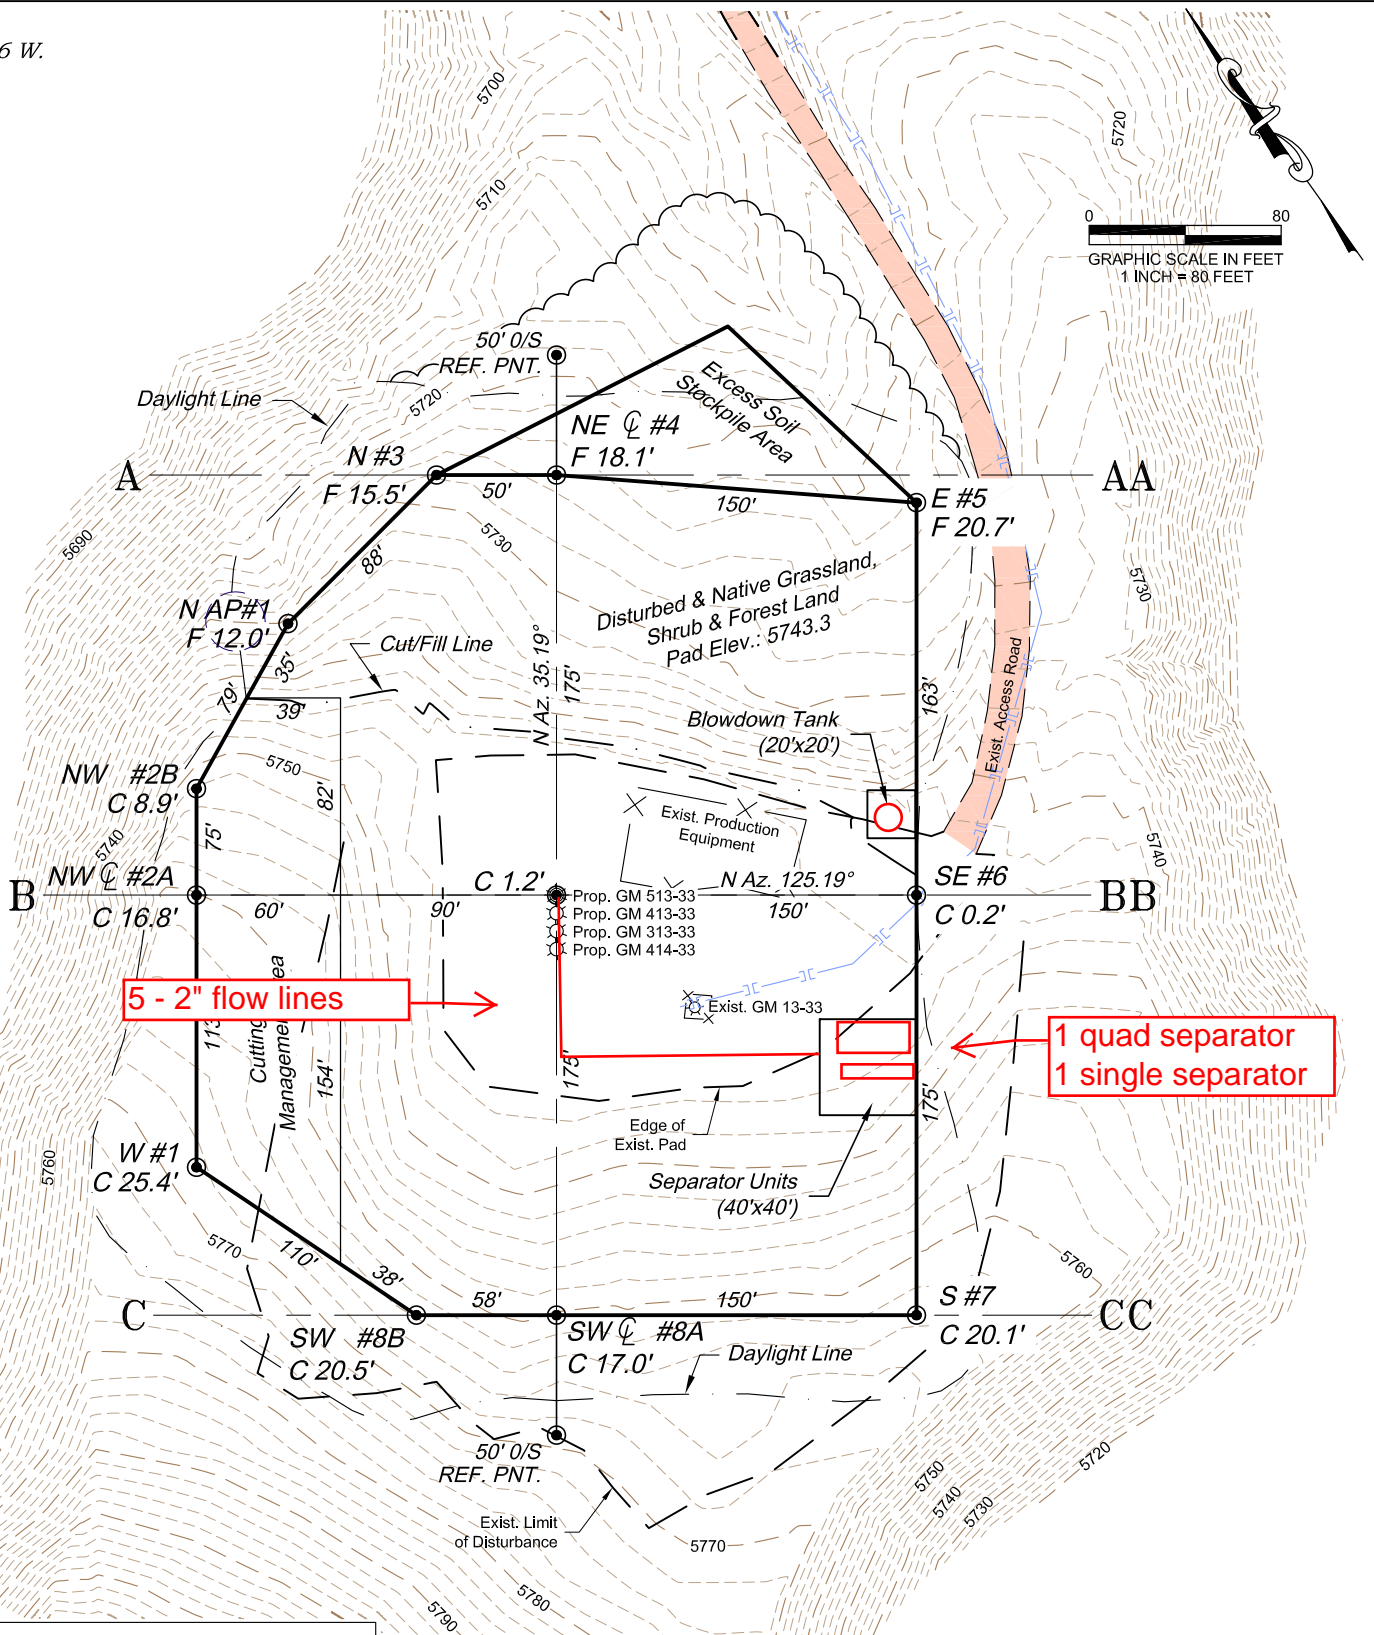 6 W.
5700
5720
0 80
GRAPHIC SCALE IN FEET
1 INCH = 80 FEET
5710
50' 0/S
REF. PNT.
Daylight Line
5720
Excess Soil
Stockpile Area
NE ℄ #4
F 18.1'
N #3
F 15.5'
A
AA
50'
150'
E #5
F 20.7'
5690
5730
88'
5730
Disturbed & Native Grassland,
Shrub & Forest Land
Pad Elev.: 5743.3
N AP#1
F 12.0'
Cut/Fill Line
N Az. 35.19°
175'
35'
79'
39'
163'
Exist. Access Road
Blowdown Tank
(20'x20')
5750
NW #2B
C 8.9'
82'
75'
5740
Exist. Production
Equipment
5740
NW ℄ #2A
C 16.8'
B
BB
60'
90'
C 1.2'
N Az. 125.19°
150'
SE #6
C 0.2'
Prop. GM 513-33
Prop. GM 413-33
Prop. GM 313-33
Prop. GM 414-33
5 - 2" flow lines
Exist. GM 13-33
113'
Cutting
ea
Management
154'
1 quad separator
1 single separator
175'
175'
Edge of
Exist. Pad
W #1
C 25.4'
5760
Separator Units
(40'x40')
5770
110'
38'
5760
C
CC
58'
150'
S #7
C 20.1'
SW #8B
C 20.5'
SW ℄ #8A
C 17.0'
Daylight Line
50' 0/S
REF. PNT.
5720
5750
5740
5730
Exist. Limit
of Disturbance
5770
5780
5790